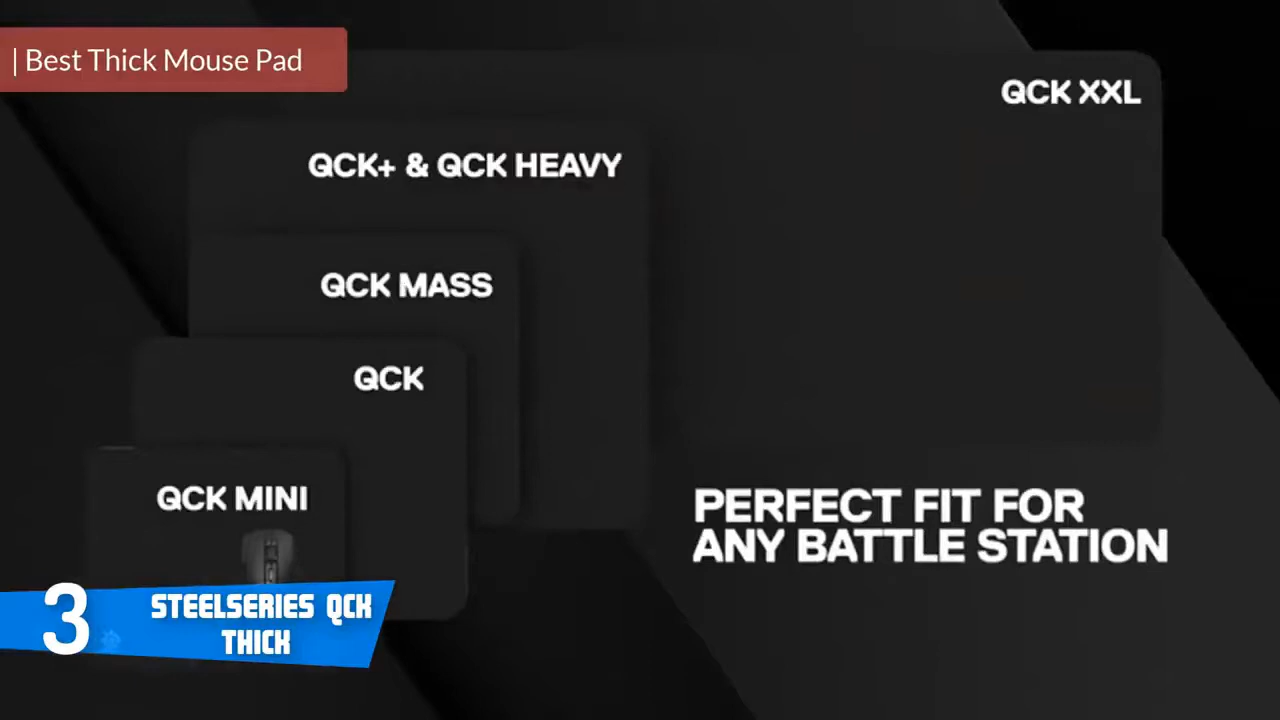 | Best Thick Mouse Pad
QCK XXL
QCK+ & QCK HEAVY
QCK MASS
QCK
QCK MINI
PERFECT FIT FOR
ANY BATTLE STATION
3
STEELSERIES QCK
THICK